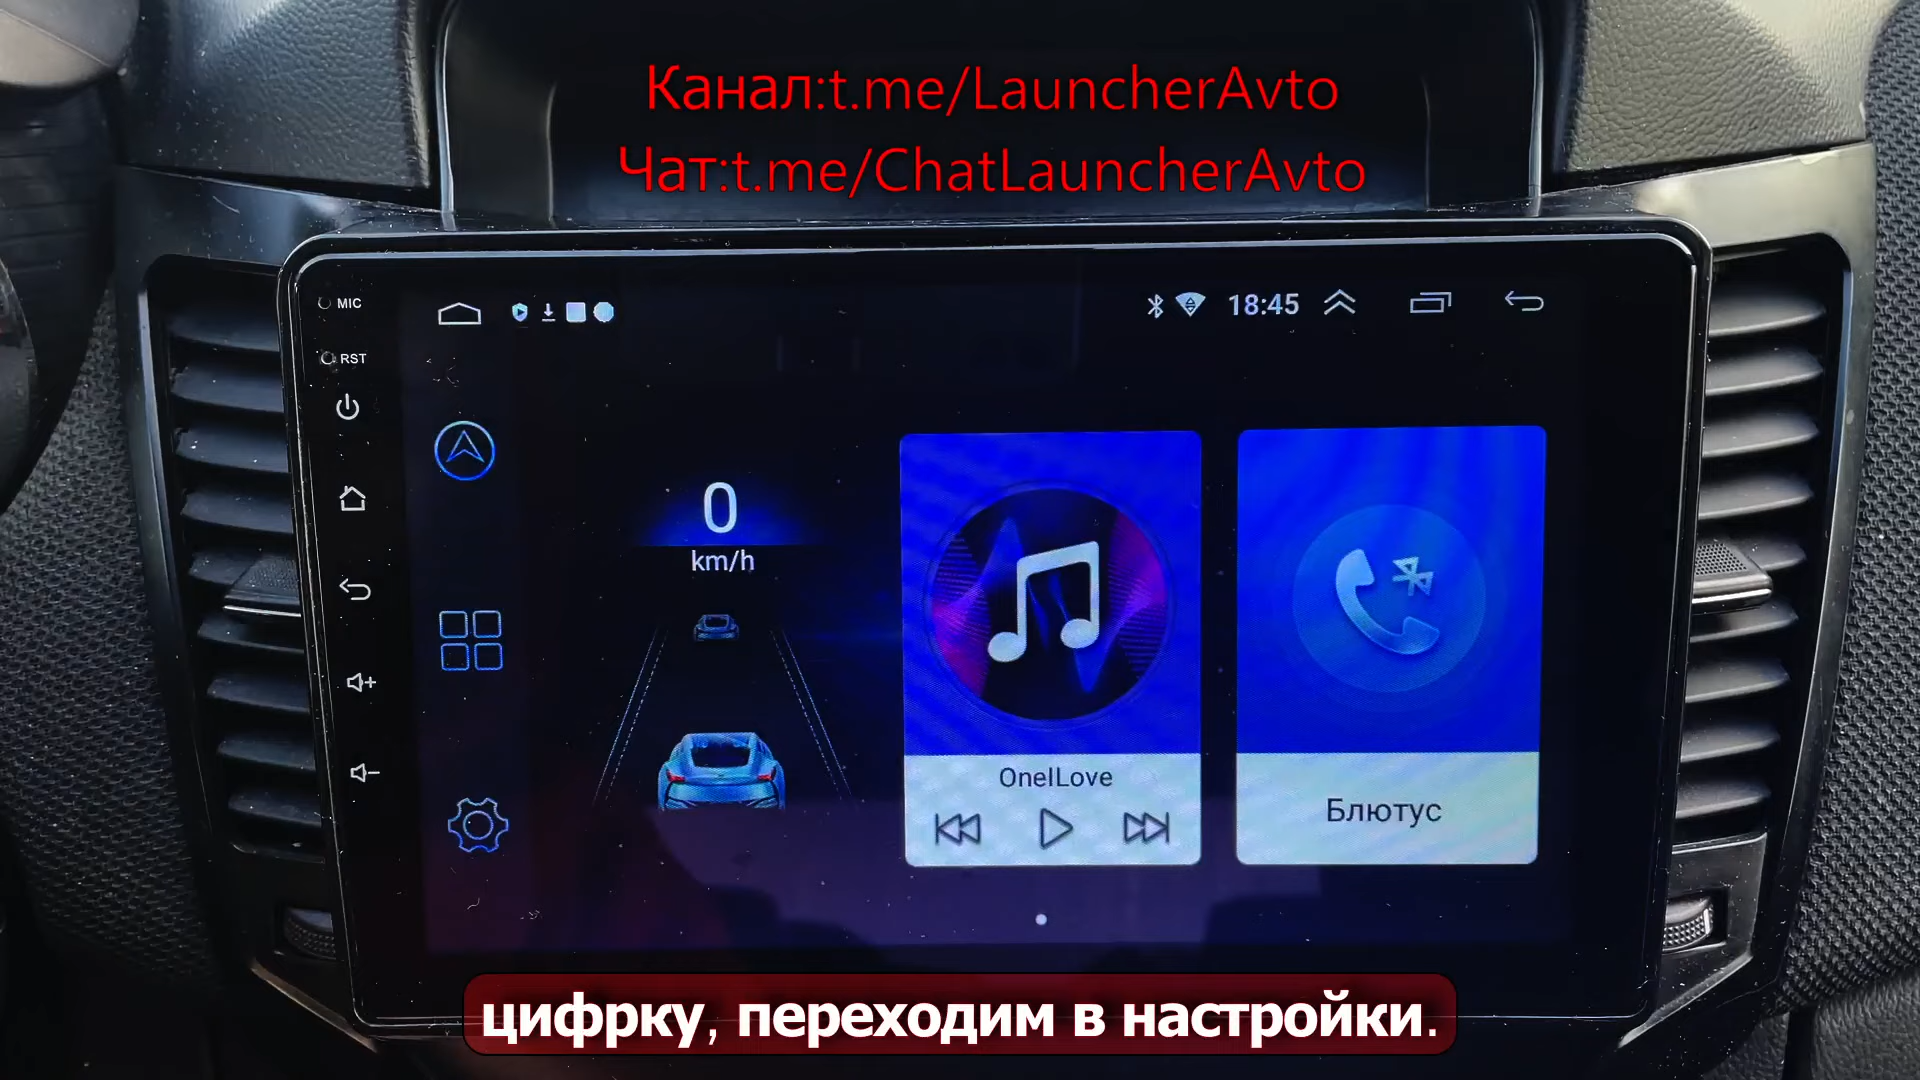 Канал:t.me/LauncherAvto
Чат:t.me/ChatLauncherAvto
MIC
RST
18:45
0
km/h
OnelLove
Блютус
цифрку, переходим в настройки.